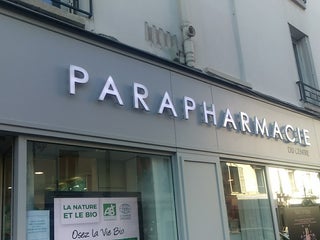 PARAPHARMACIE
DU CENTRE
LA NATURE
ET LE BIO
AB
Osez la Vie Bio